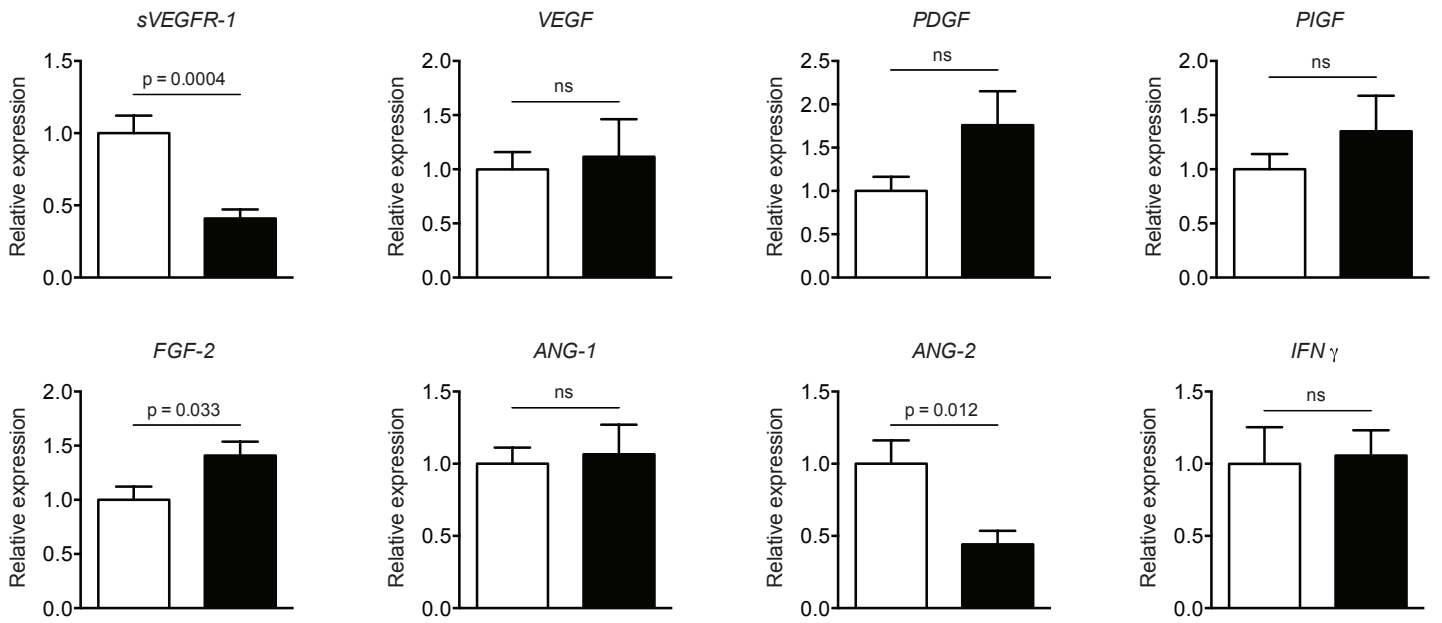 sVEGFR-1
Relative expression
1.5
1.0
0.5
0.0
p = 0.0004
VEGF
Relative expression
2.0
1.5
1.0
0.5
0.0
ns
PDGF
Relative expression
2.5
2.0
1.5
1.0
0.5
0.0
ns
PIGF
Relative expression
2.0
1.5
1.0
0.5
0.0
ns
FGF-2
Relative expression
2.0
1.5
1.0
0.5
0.0
p = 0.033
ANG-1
Relative expression
1.5
1.0
0.5
0.0
ns
ANG-2
Relative expression
1.5
1.0
0.5
0.0
p = 0.012
IFN γ
Relative expression
1.5
1.0
0.5
0.0
ns